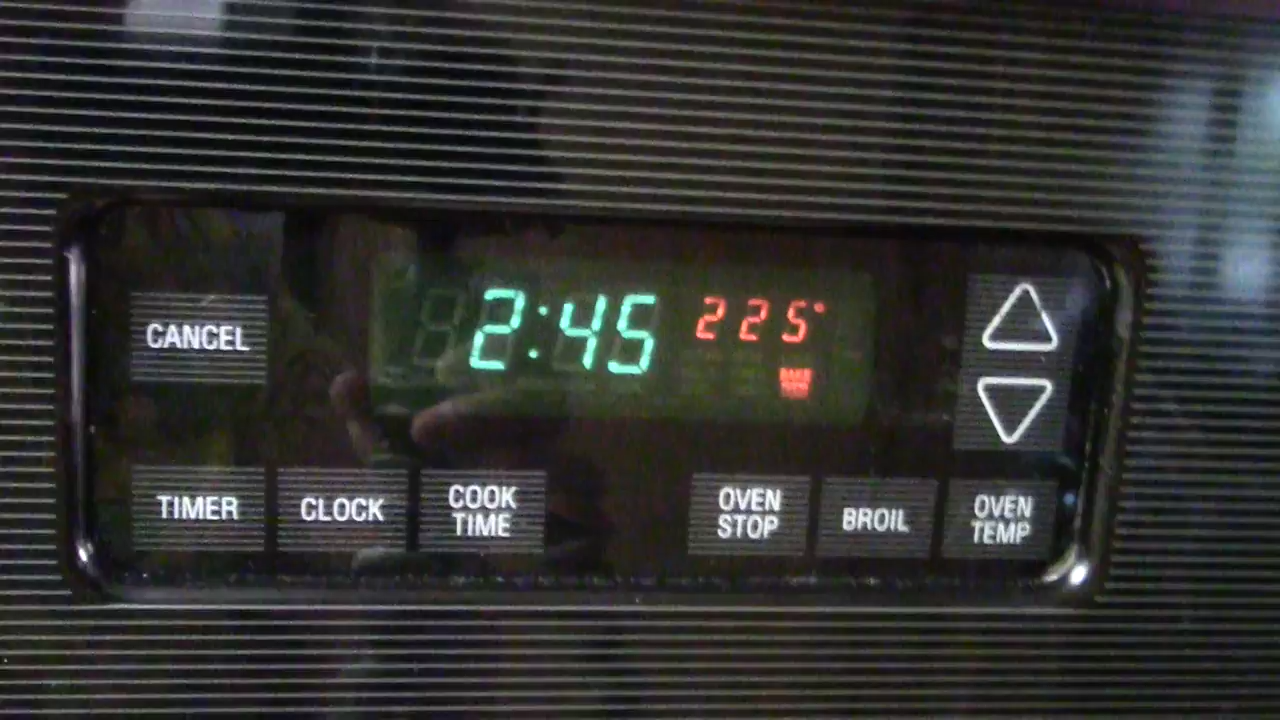 2:45 225°
BAKE
CANCEL
TIMER
CLOCK
COOK
TIME
OVEN
STOP
BROIL
OVEN
TEMP